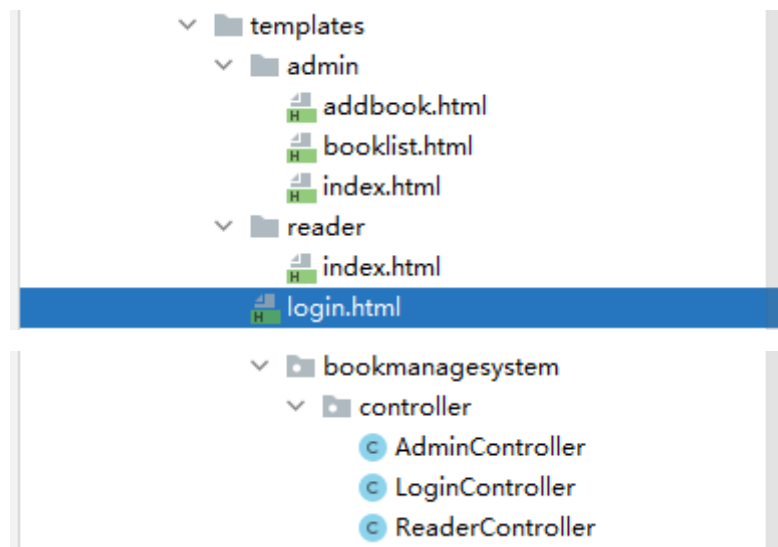 templates
admin
addbook.html
booklist.html
index.html
reader
index.html
login.html
bookmanagesystem
controller
AdminController
LoginController
ReaderController